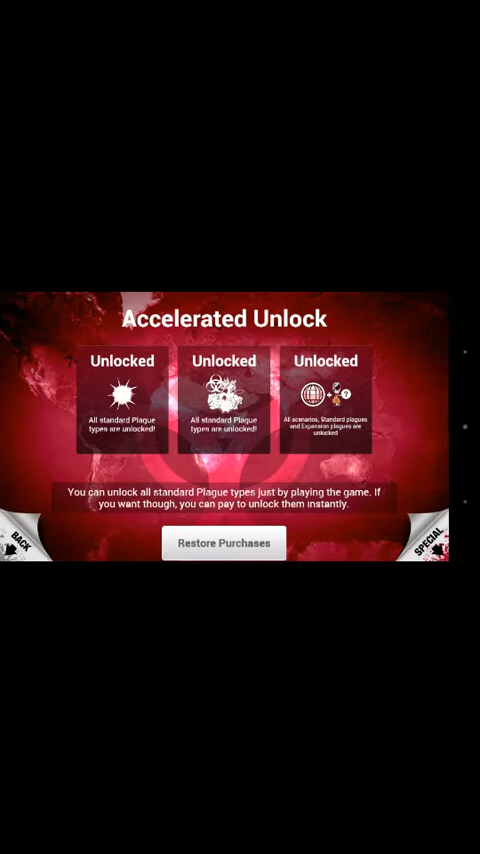 Accelerated Unlock
Unlocked
All standard Plague
types are unlocked!
Unlocked
All standard Plague
types are unlocked!
Unlocked
+ ?
All scenarios, Standard plagues
and Expansion plagues are
unlocked
You can unlock all standard Plague types just by playing the game. If
you want though, you can pay to unlock them instantly.
BACK
Restore Purchases
SPECIAL